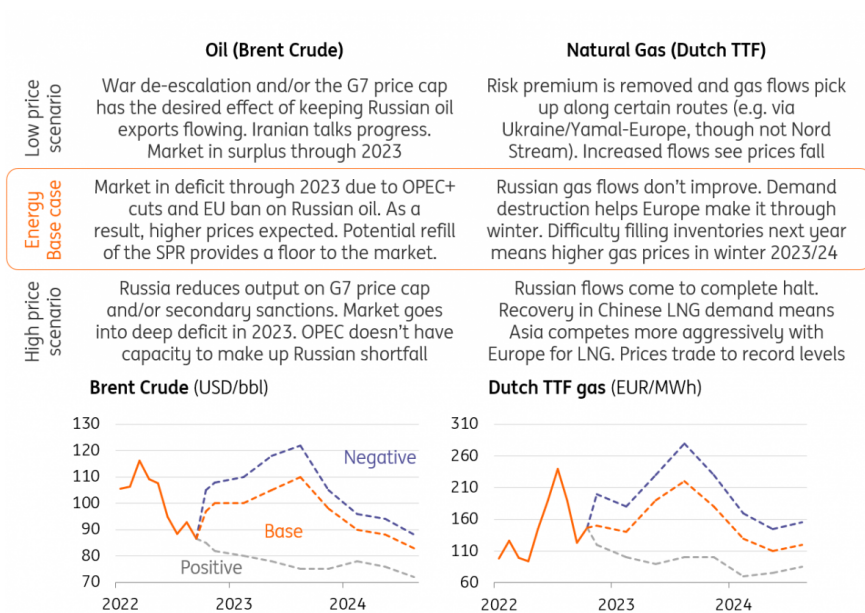 Oil (Brent Crude)
Natural Gas (Dutch TTF)
Low price
scenario
War de-escalation and/or the G7 price cap
has the desired effect of keeping Russian oil
exports flowing. Iranian talks progress.
Market in surplus through 2023
Risk premium is removed and gas flows pick
up along certain routes (e.g. via
Ukraine/Yamal-Europe, though not Nord
Stream). Increased flows see prices fall
Energy
Base case
Market in deficit through 2023 due to OPEC+
cuts and EU ban on Russian oil. As a
result, higher prices expected. Potential refill
of the SPR provides a floor to the market.
Russian gas flows don't improve. Demand
destruction helps Europe make it through
winter. Difficulty filling inventories next year
means higher gas prices in winter 2023/24
High price
scenario
Russia reduces output on G7 price cap
and/or secondary sanctions. Market goes
into deep deficit in 2023. OPEC doesn't have
capacity to make up Russian shortfall
Russian flows come to complete halt.
Recovery in Chinese LNG demand means
Asia competes more aggressively with
Europe for LNG. Prices trade to record levels
Brent Crude (USD/bbl)
130
120
110
100
90
80
70
Negative
Base
Positive
2022
2023
2024
Dutch TTF gas (EUR/MWh)
310
260
210
160
110
60
2022
2023
2024